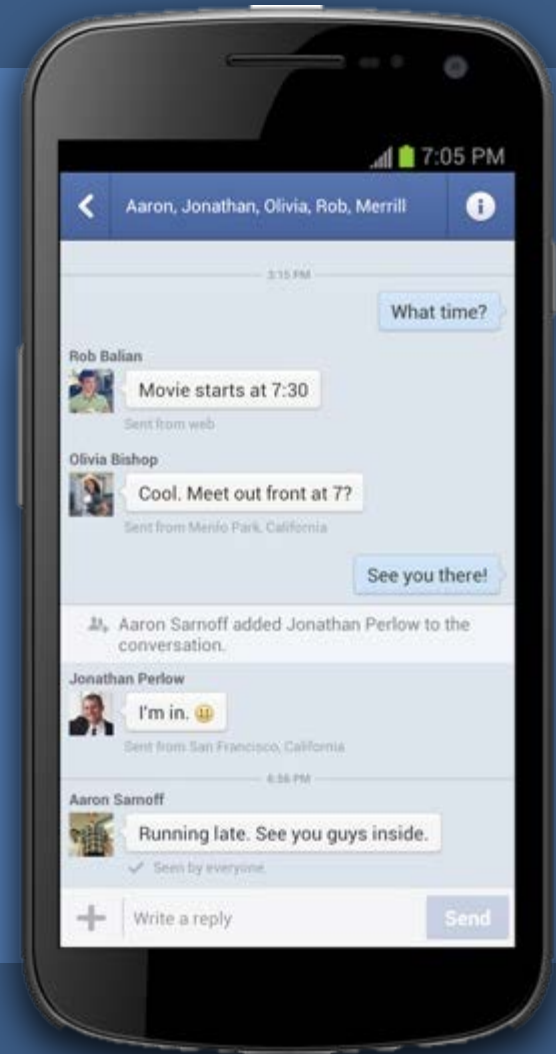 7:05 PM
Aaron, Jonathan, Olivia, Rob, Merrill
3:15 PM
What time?
Rob Balian
Movie starts at 7:30
Sent from web
Olivia Bishop
Cool. Meet out front at 7?
Sent from Menlo Park, California
See you there!
Aaron Sarnoff added Jonathan Perlow to the
conversation.
Jonathan Perlow
I'm in.
Sent from San Francisco, California
6:56 PM
Aaron Sarnoff
Running late. See you guys inside.
Seen by everyone.
Write a reply
Send